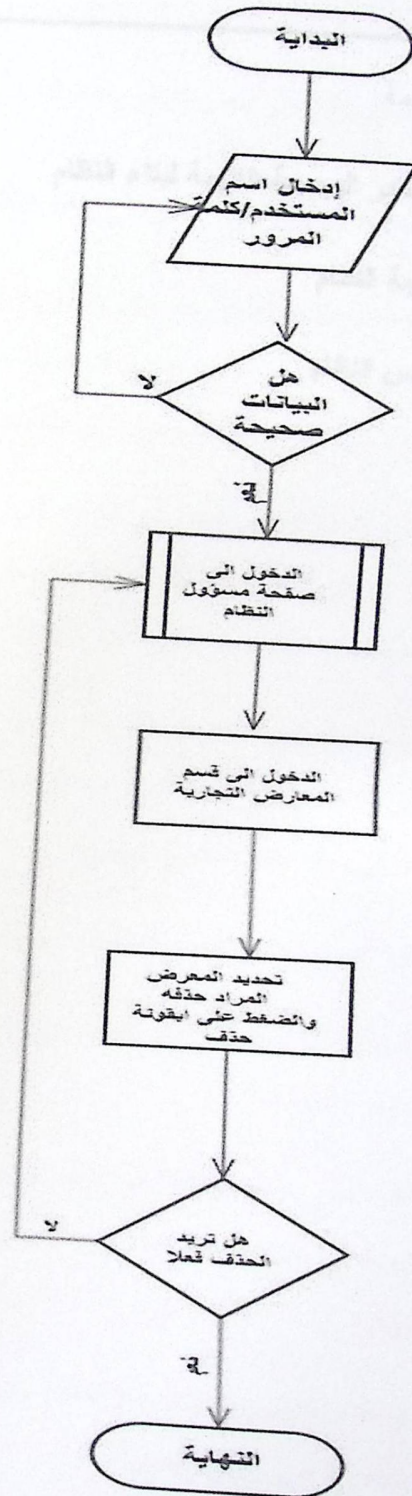 البداية
إدخال اسم
المستخدم/كلمة
المرور
هل
البيانات
صحيحة
لا
نعم
الدخول الى
صفحة مسؤول
النظام
الدخول الى قسم
المعارض التجارية
تحديد المعرض
المراد حذفه
والضغط على ايقونة
حذف
هل تريد
الحذف فعلا
لا
نعم
النهاية